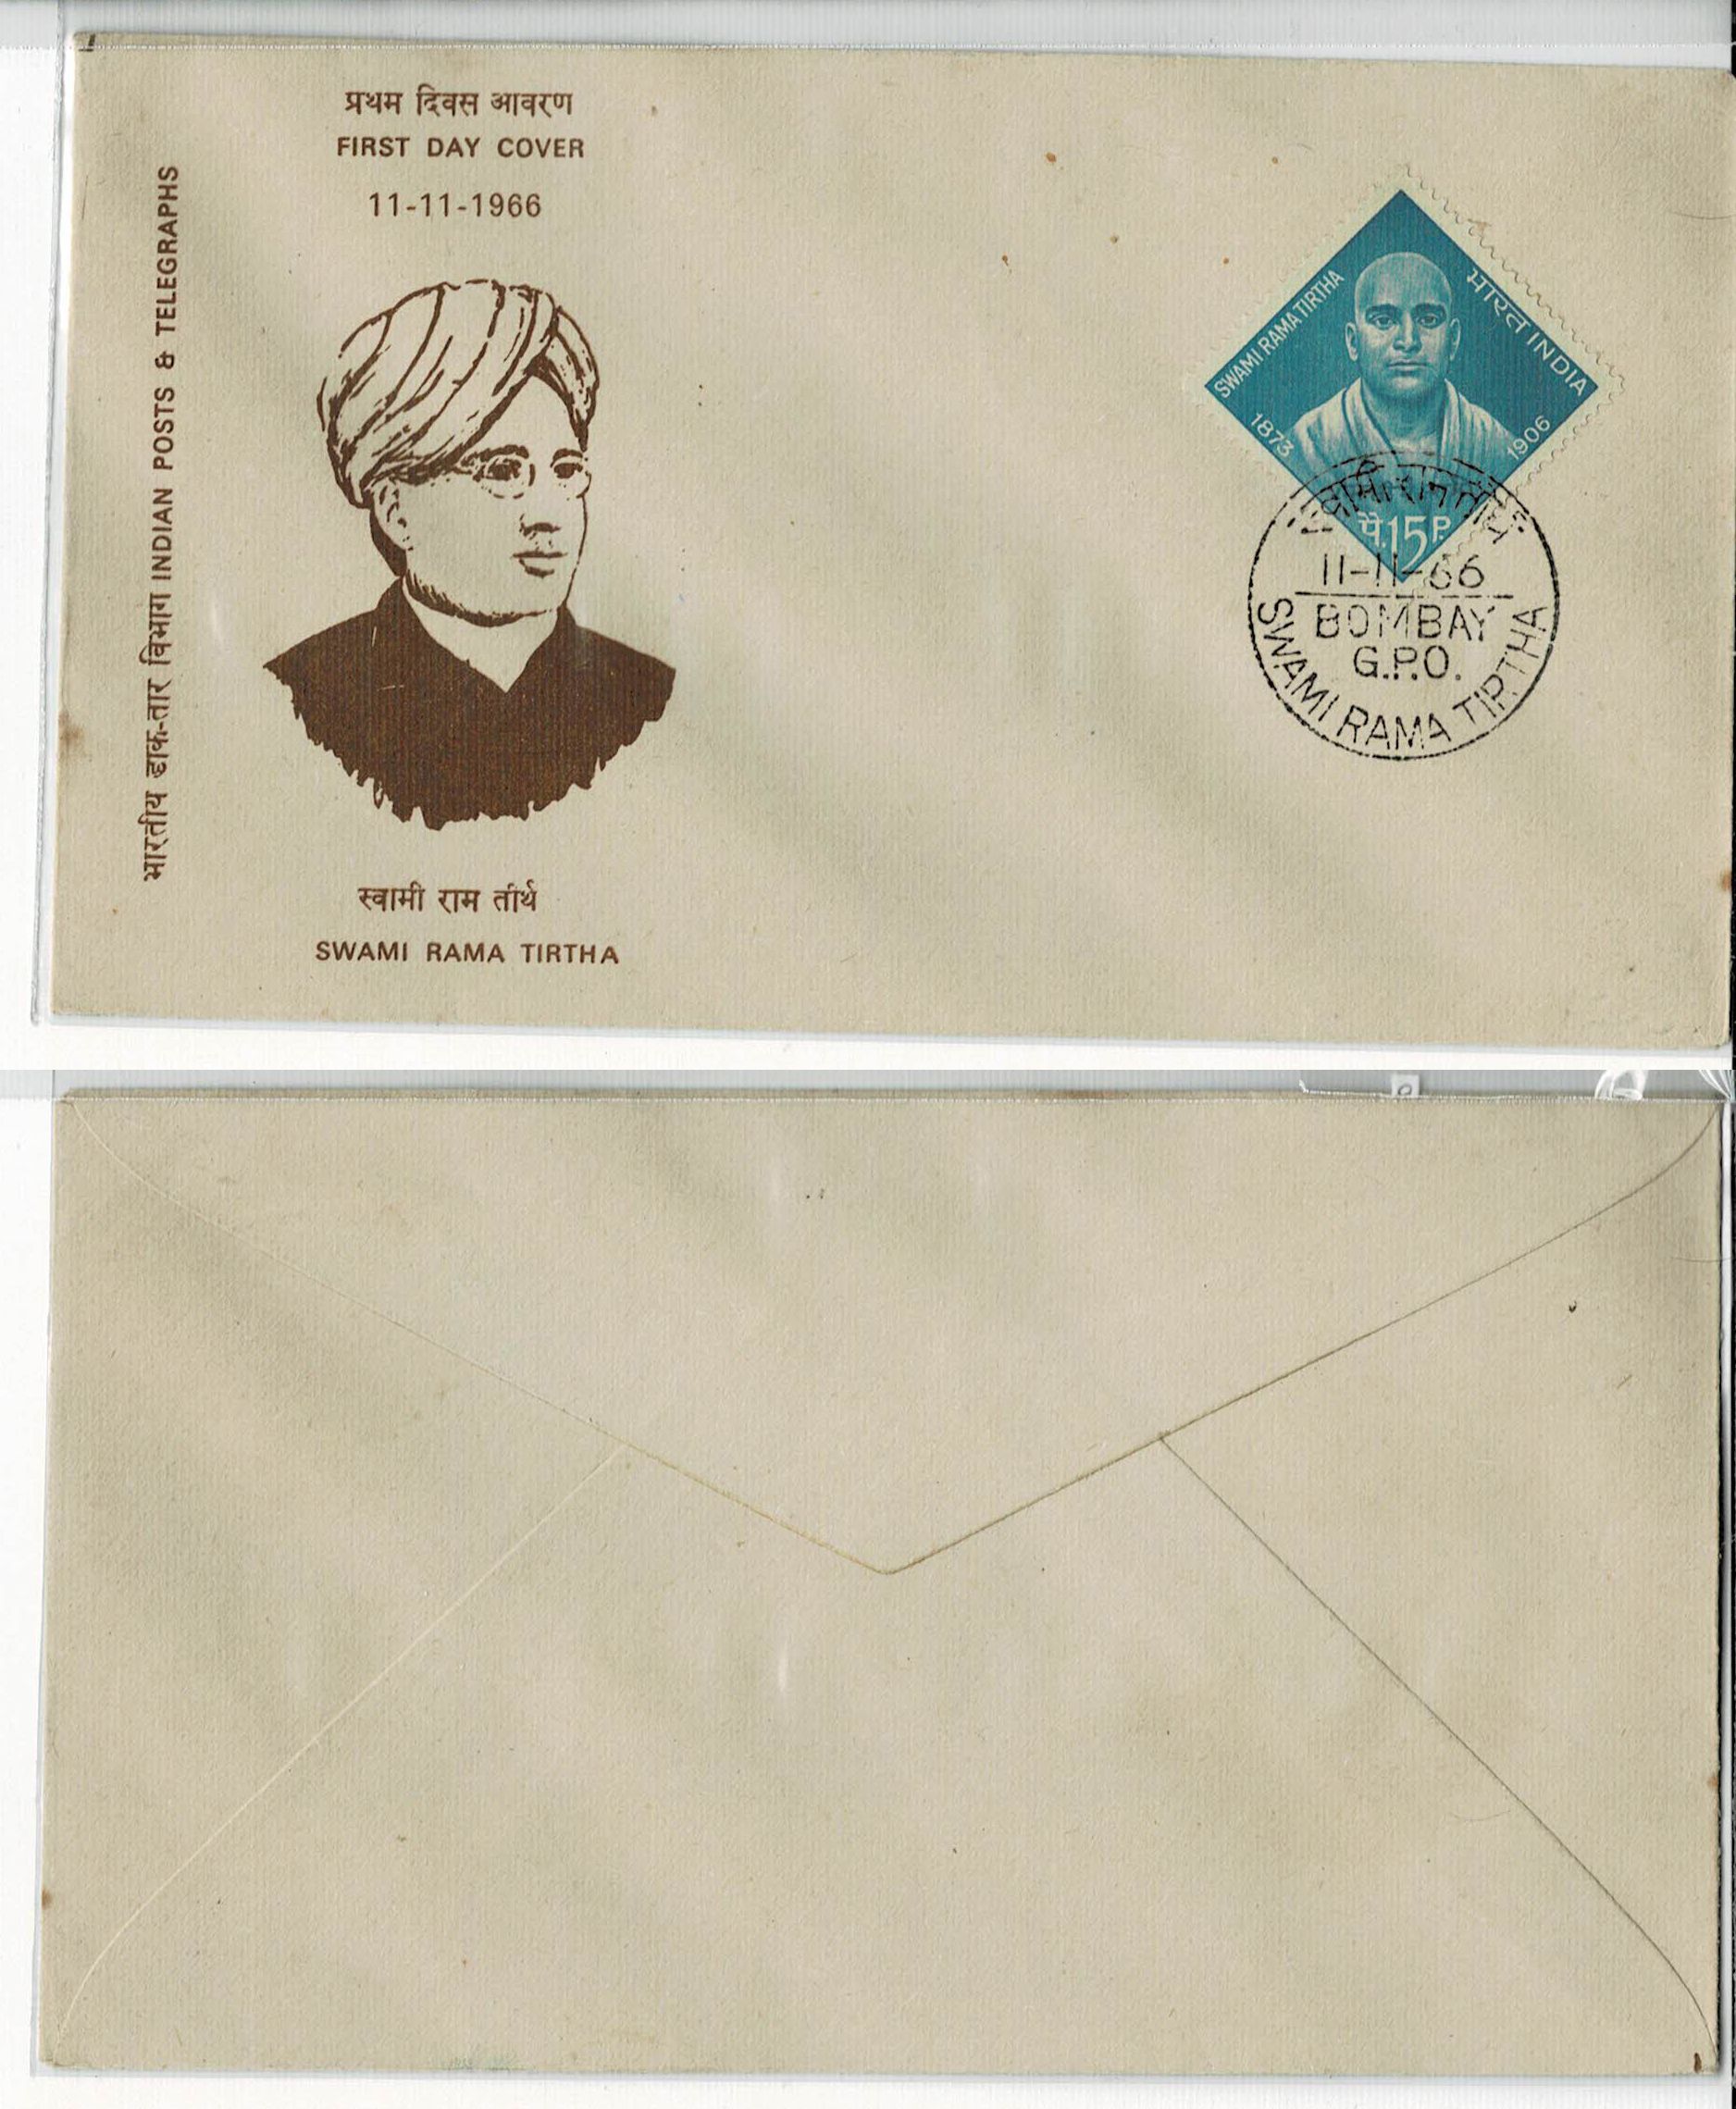 प्रथम दिवस आवरण
FIRST DAY COVER
11-11-1966
भारतीय डाक-तार विभाग INDIAN POSTS & TELEGRAPHS
स्वामी राम तीर्थ
SWAMI RAMA TIRTHA
SWAMI RAMA TIRTHA
भारत INDIA
1873
1906
पै.15P.
11-11-66
BOMBAY
G.P.O.
SWAMI RAMA TIRTHA